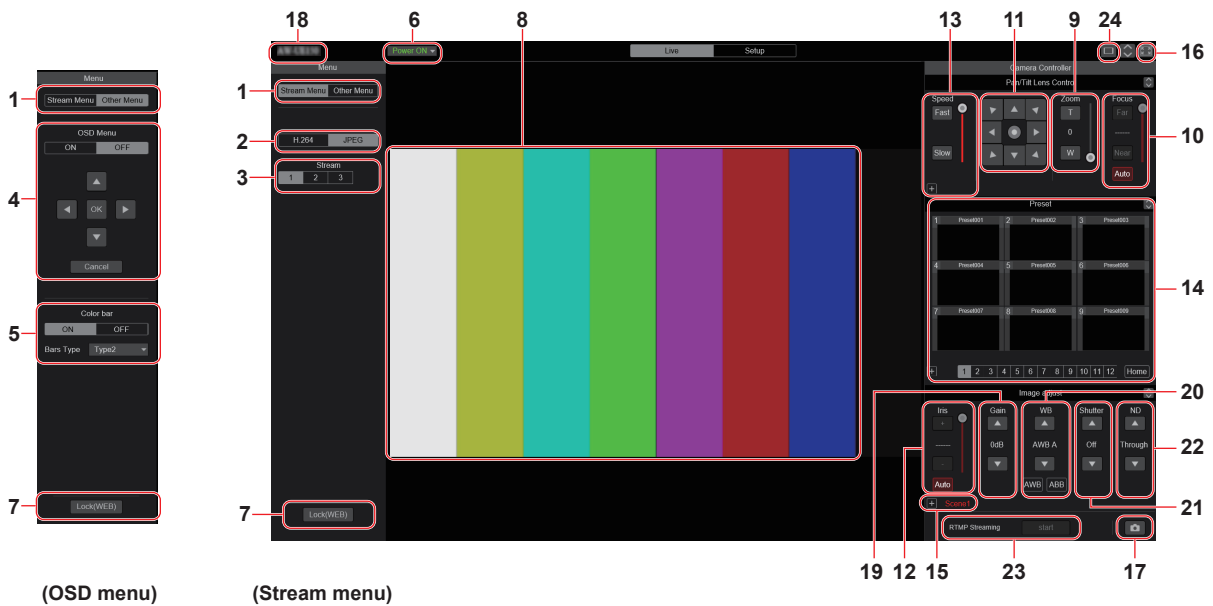 18 6 8 13 11 9 24
16
Power ON
Live Setup
Menu
1
Stream Menu Other Menu
OSD Menu
ON OFF
4
OK
Cancel
5
Color bar
ON OFF
Bars Type Type2
7
Lock(WEB)
(OSD menu)
Menu
1
Stream Menu Other Menu
2
H.264 JPEG
3
Stream
1 2 3
7
Lock(WEB)
(Stream menu)
Camera Controller
Pan/Tilt Lens Control
Speed
Fast
Slow
+
Zoom
T
0
W
Focus
Far
Near
Auto
10
Preset
1 Preset001 2 Preset002 3 Preset003
4 Preset004 5 Preset005 6 Preset006
7 Preset007 8 Preset008 9 Preset009
14
+ 1 2 3 4 5 6 7 8 9 10 11 12 Home
Image adjust
20
Iris
+
-
Auto
Gain
0dB
WB
AWB A
AWB ABB
Shutter
Off
ND
Through
22
21
+ Scene1
RTMP Streaming start
19 12 15 23 17